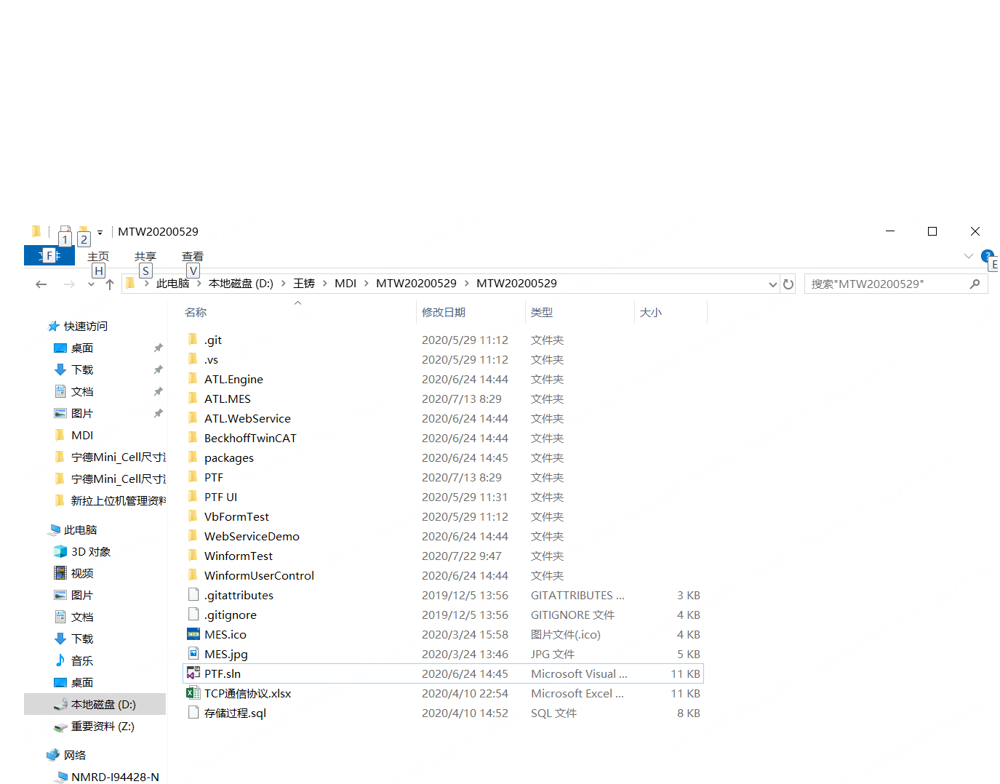 MTW20200529
1
2
F
主页
共享
查看
H
S
V
E
此电脑 > 本地磁盘 (D:) > 王铸 > MDI > MTW20200529 > MTW20200529
搜索"MTW20200529"
名称 修改日期 类型 大小
快速访问
桌面
下载
文档
图片
MDI
宁德Mini_Cell尺寸
宁德Mini_Cell尺寸
新拉上位机管理资料
此电脑
3D 对象
视频
图片
文档
下载
音乐
桌面
本地磁盘 (D:)
重要资料 (Z:)
网络
NMRD-I94428-N
.git 2020/5/29 11:12 文件夹
.vs 2020/5/29 11:12 文件夹
ATL.Engine 2020/6/24 14:44 文件夹
ATL.MES 2020/7/13 8:29 文件夹
ATL.WebService 2020/6/24 14:44 文件夹
BeckhoffTwinCAT 2020/6/24 14:44 文件夹
packages 2020/6/24 14:45 文件夹
PTF 2020/7/13 8:29 文件夹
PTF UI 2020/5/29 11:31 文件夹
VbFormTest 2020/5/29 11:12 文件夹
WebServiceDemo 2020/6/24 14:44 文件夹
WinformTest 2020/7/22 9:47 文件夹
WinformUserControl 2020/6/24 14:44 文件夹
.gitattributes 2019/12/5 13:56 GITATTRIBUTES ... 3 KB
.gitignore 2019/12/5 13:56 GITIGNORE 文件 4 KB
MES.ico 2020/3/24 15:58 图片文件(.ico) 4 KB
MES.jpg 2020/3/24 13:46 JPG 文件 5 KB
PTF.sln 2020/6/24 14:45 Microsoft Visual ... 11 KB
TCP通信协议.xlsx 2020/4/10 22:54 Microsoft Excel ... 11 KB
存储过程.sql 2020/4/10 14:52 SQL 文件 8 KB